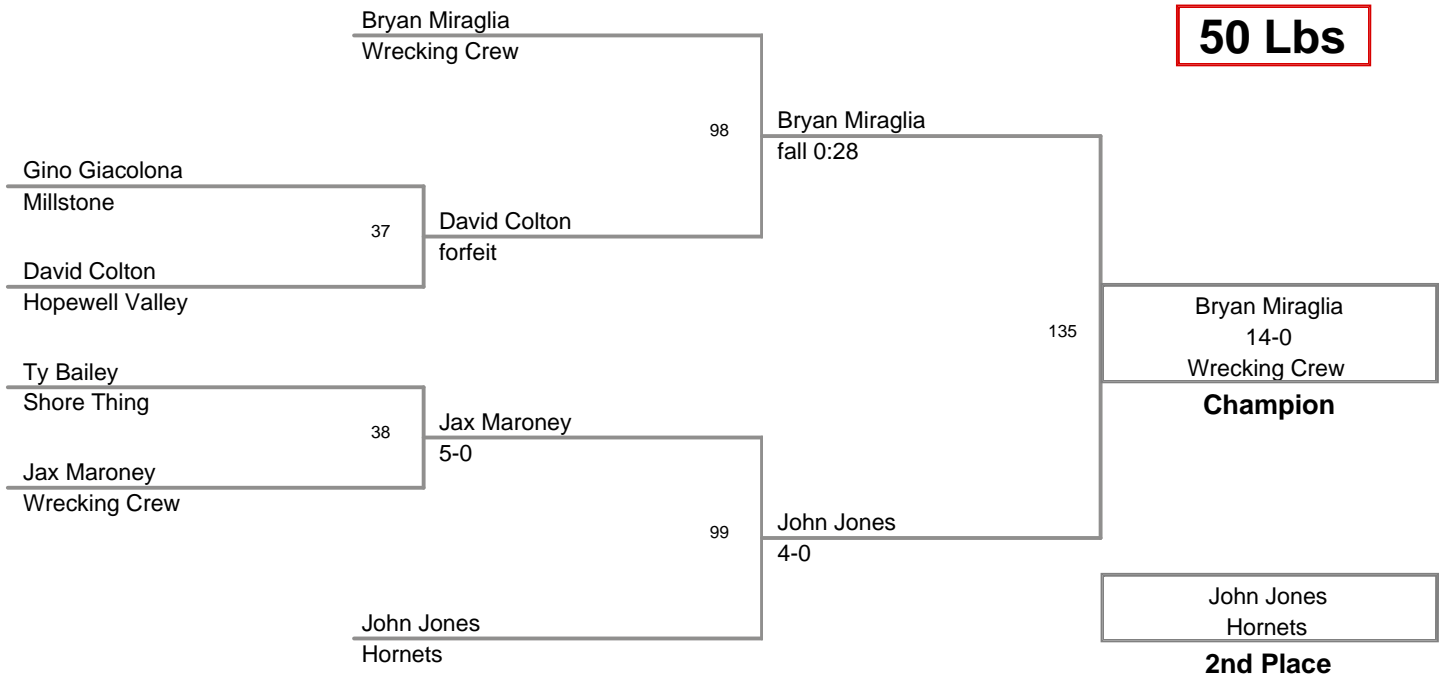 Bryan Miraglia
Wrecking Crew
50 Lbs
98
Bryan Miraglia
fall 0:28
Gino Giacolona
Millstone
37
David Colton
forfeit
David Colton
Hopewell Valley
135
Bryan Miraglia
14-0
Wrecking Crew
Champion
Ty Bailey
Shore Thing
38
Jax Maroney
5-0
Jax Maroney
Wrecking Crew
99
John Jones
4-0
John Jones
Hornets
John Jones
Hornets
2nd Place